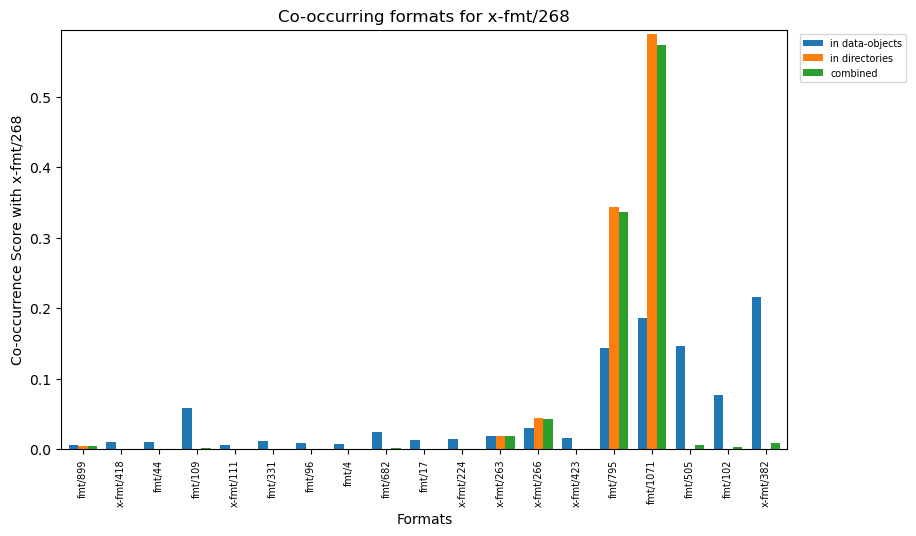 Co-occurring formats for x-fmt/268
in data-objects
in directories
combined
Co-occurrence Score with x-fmt/268
0.5
0.4
0.3
0.2
0.1
0.0
fmt/899
x-fmt/418
fmt/44
fmt/109
x-fmt/111
fmt/331
fmt/96
fmt/4
fmt/682
fmt/17
x-fmt/224
x-fmt/263
x-fmt/266
x-fmt/423
fmt/795
fmt/1071
fmt/505
fmt/102
x-fmt/382
Formats